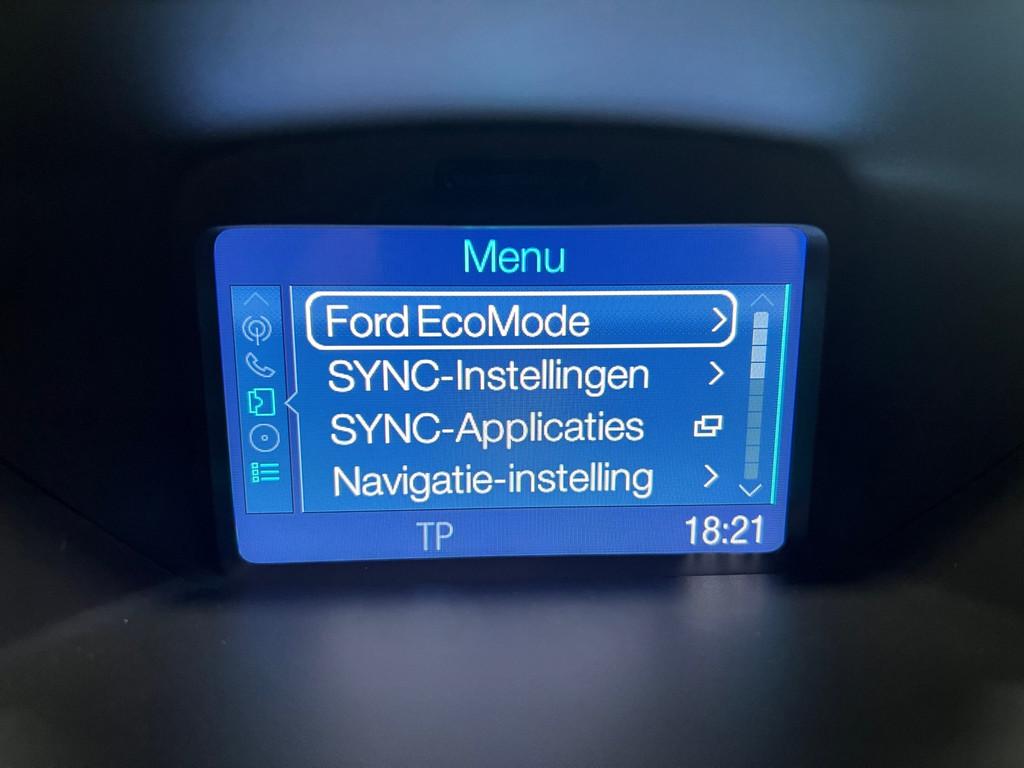 Menu
Ford EcoMode
SYNC-Instellingen
SYNC-Applicaties
Navigatie-instelling
TP
18:21